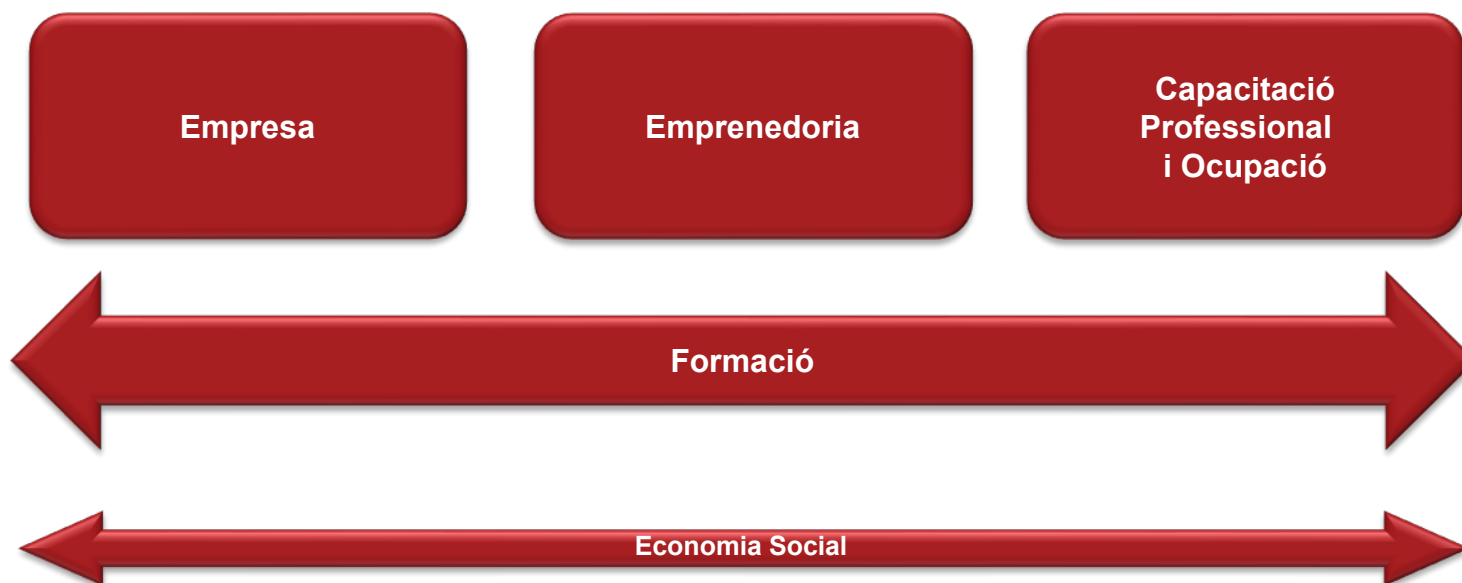 Empresa
Emprenedoria
Capacitació
Professional
i Ocupació
Formació
Economia Social